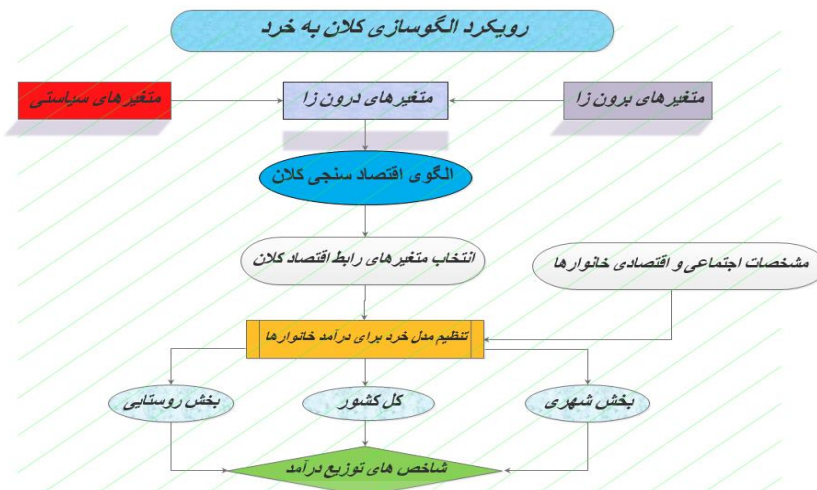 رویکرد الگوسازی کلان به خرد
متغیرهای برون زا
متغیرهای درون زا
متغیرهای سیاستی
الگوی اقتصاد سنجی کلان
انتخاب متغیرهای رابط اقتصاد کلان
مشخصات اجتماعی و اقتصادی خانوارها
تنظیم مدل خرد برای درآمد خانوارها
بخش شهری
کل کشور
بخش روستایی
شاخص های توزیع درآمد